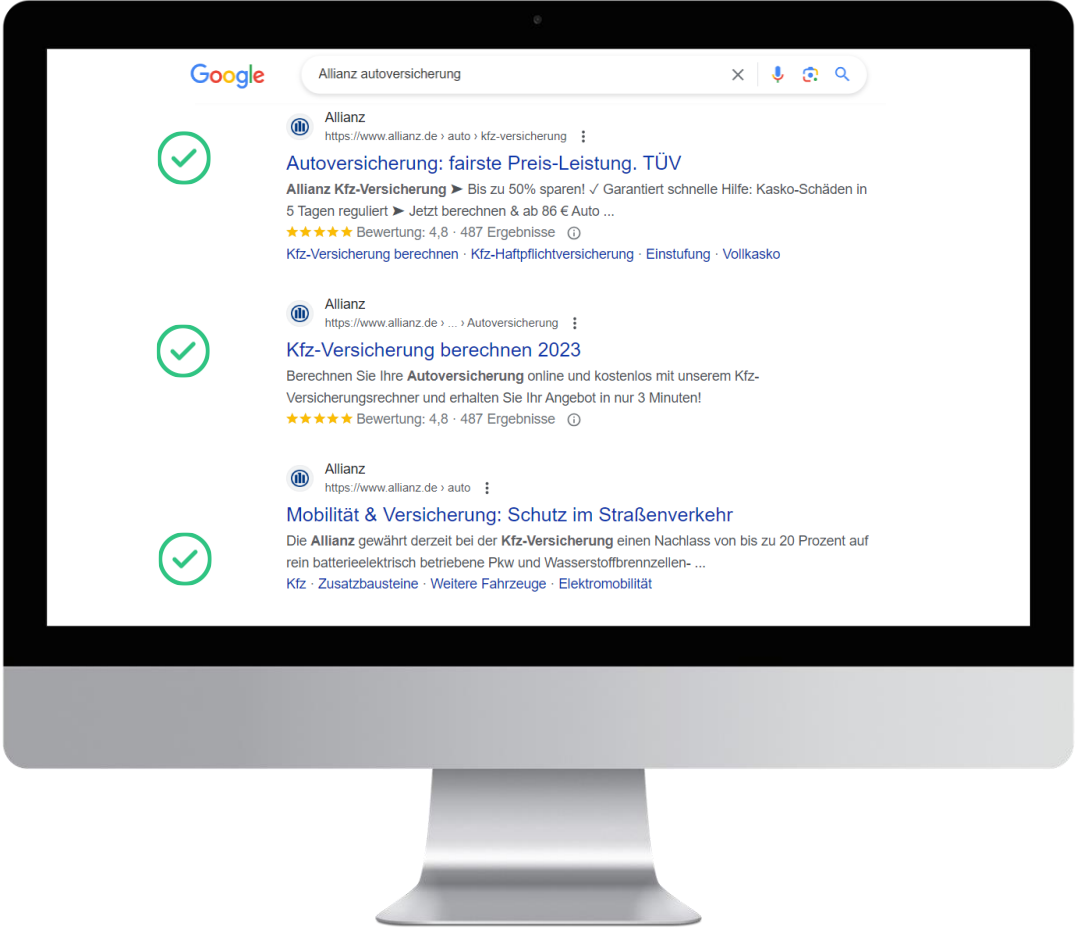 Google
Allianz autoversicherung
Allianz
https://www.allianz.de › auto › kfz-versicherung
Autoversicherung: fairste Preis-Leistung. TÜV
Allianz Kfz-Versicherung ➤ Bis zu 50% sparen! ✓ Garantiert schnelle Hilfe: Kasko-Schäden in
5 Tagen reguliert ➤ Jetzt berechnen & ab 86 € Auto ...
Bewertung: 4,8 · 487 Ergebnisse
Kfz-Versicherung berechnen · Kfz-Haftpflichtversicherung · Einstufung · Vollkasko
Allianz
https://www.allianz.de › ... › Autoversicherung
Kfz-Versicherung berechnen 2023
Berechnen Sie Ihre Autoversicherung online und kostenlos mit unserem Kfz-
Versicherungsrechner und erhalten Sie Ihr Angebot in nur 3 Minuten!
Bewertung: 4,8 · 487 Ergebnisse
Allianz
https://www.allianz.de › auto
Mobilität & Versicherung: Schutz im Straßenverkehr
Die Allianz gewährt derzeit bei der Kfz-Versicherung einen Nachlass von bis zu 20 Prozent auf
rein batterieelektrisch betriebene Pkw und Wasserstoffbrennzellen- ...
Kfz · Zusatzbausteine · Weitere Fahrzeuge · Elektromobilität